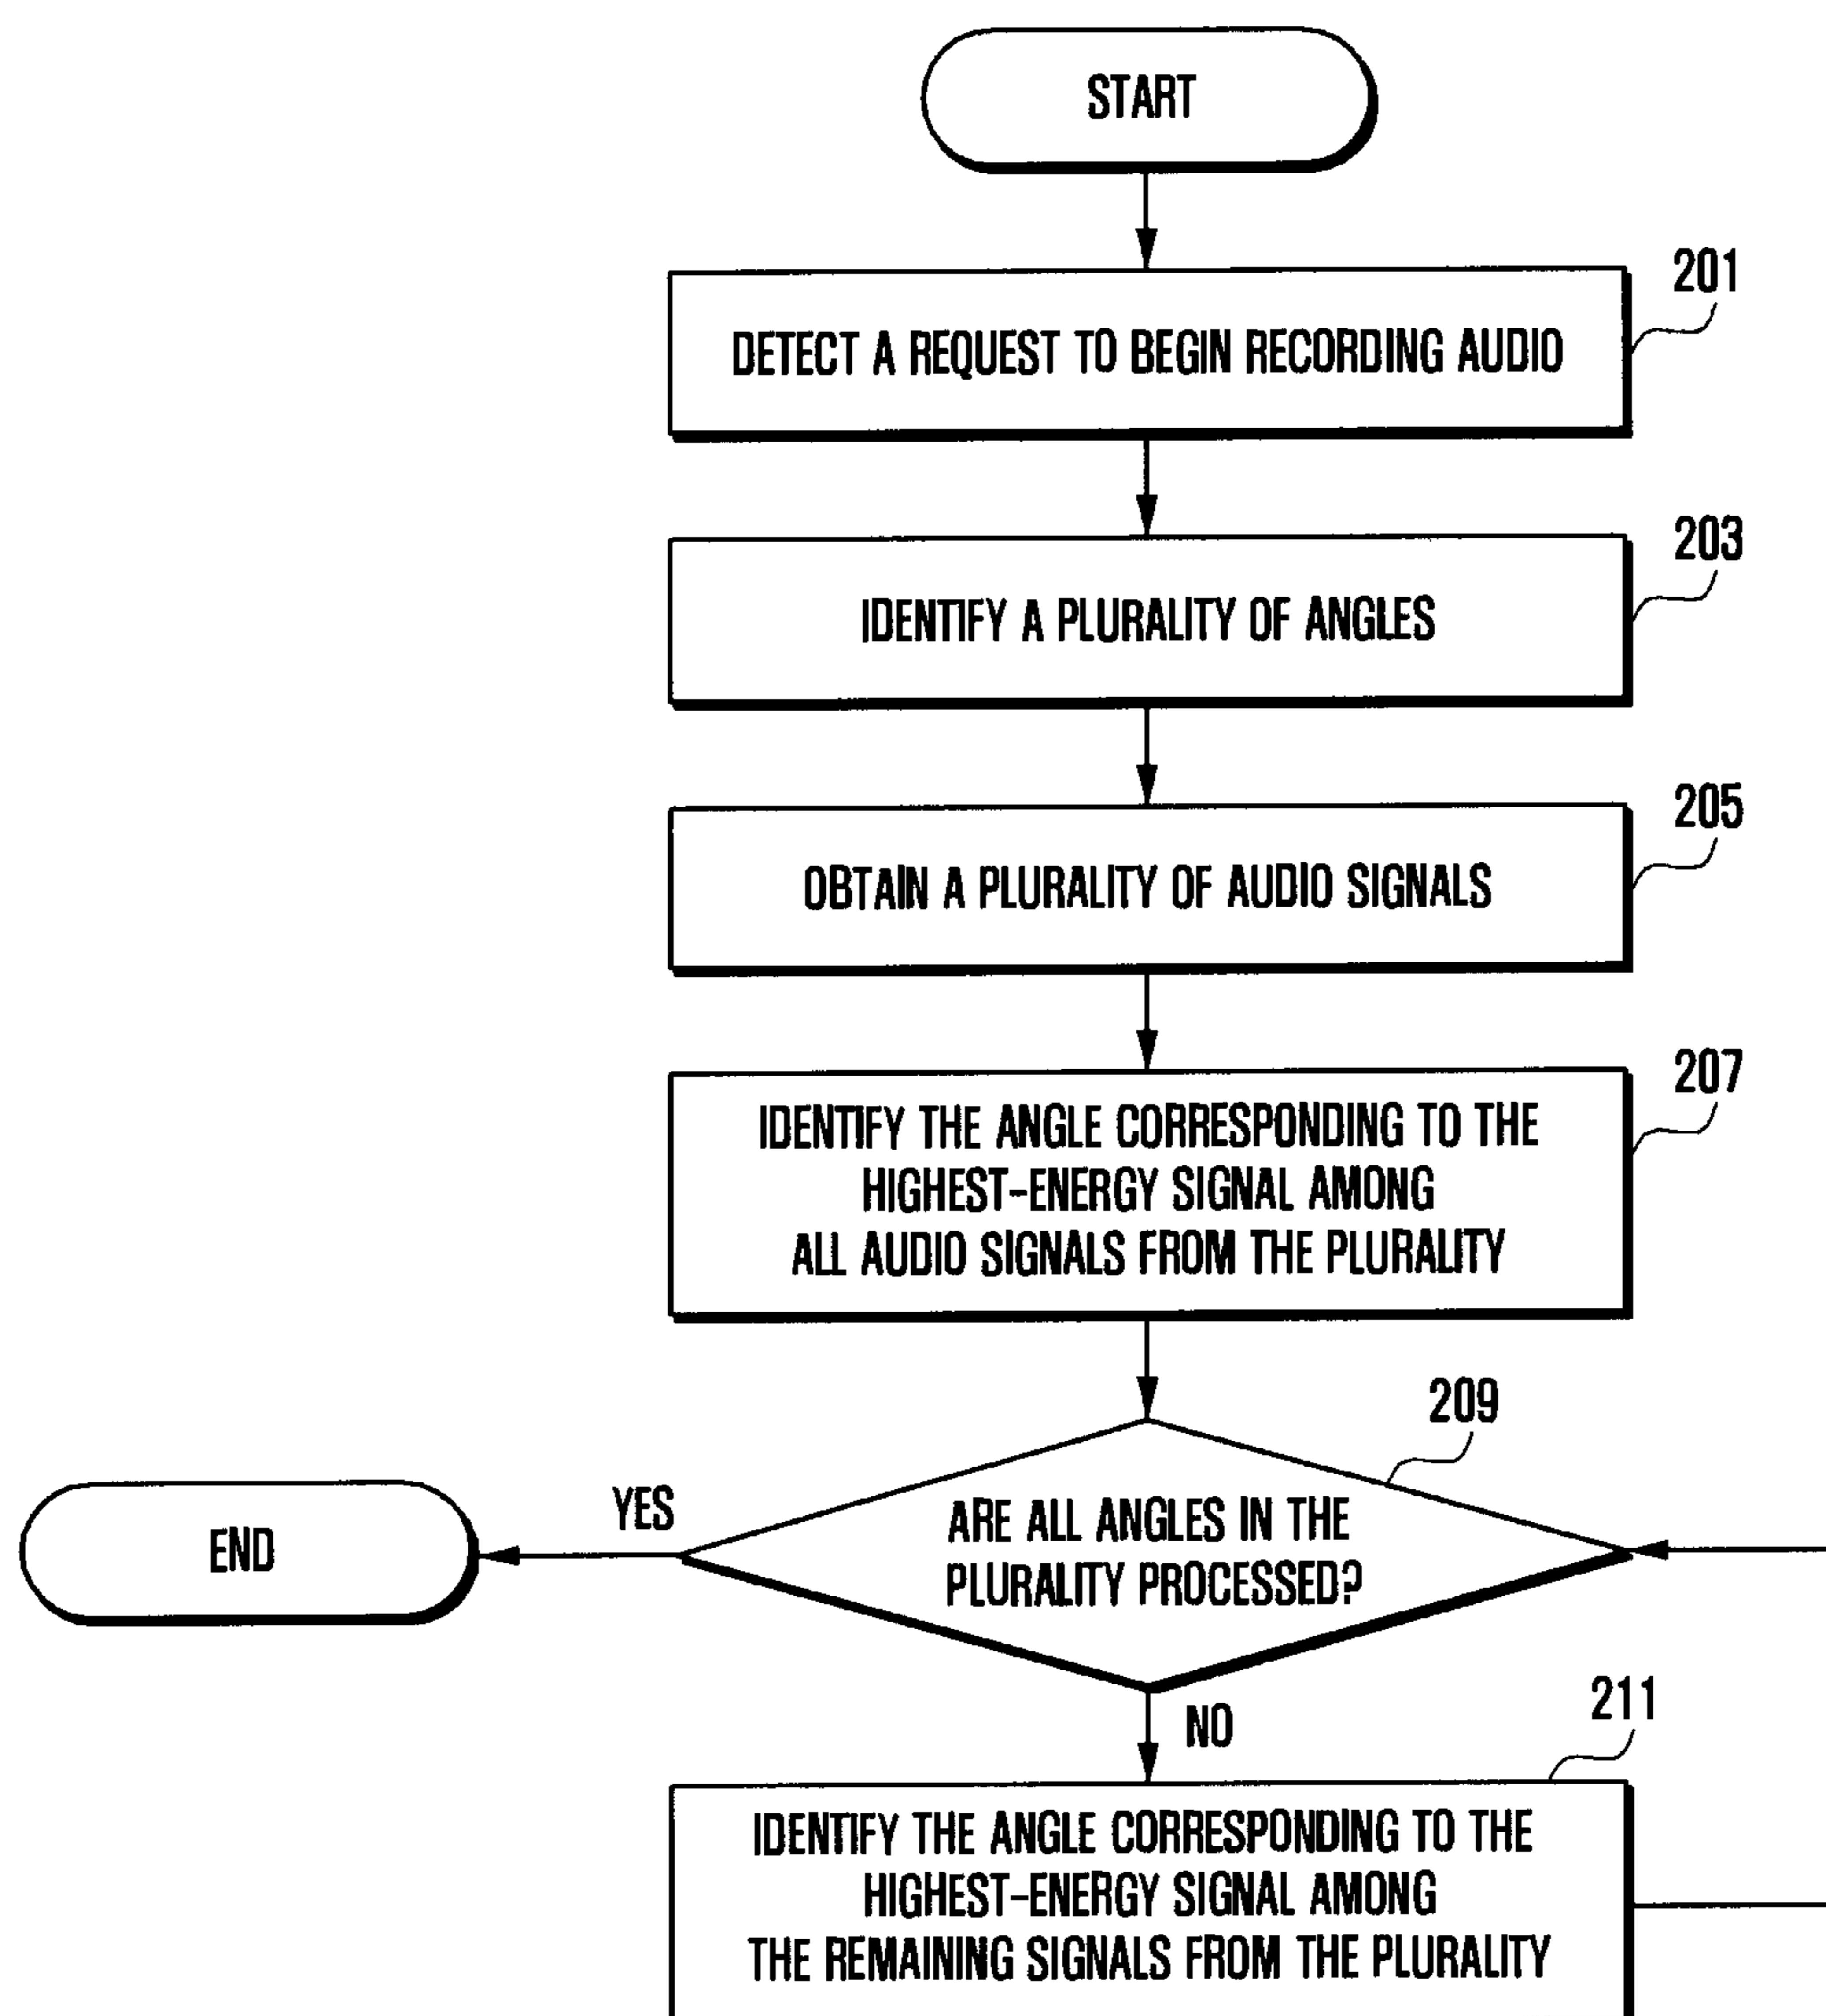 START
201
DETECT A REQUEST TO BEGIN RECORDING AUDIO
203
IDENTIFY A PLURALITY OF ANGLES
205
OBTAIN A PLURALITY OF AUDIO SIGNALS
207
IDENTIFY THE ANGLE CORRESPONDING TO THE
HIGHEST-ENERGY SIGNAL AMONG
ALL AUDIO SIGNALS FROM THE PLURALITY
209
YES
END
ARE ALL ANGLES IN THE
PLURALITY PROCESSED?
NO
211
IDENTIFY THE ANGLE CORRESPONDING TO THE
HIGHEST-ENERGY SIGNAL AMONG
THE REMAINING SIGNALS FROM THE PLURALITY